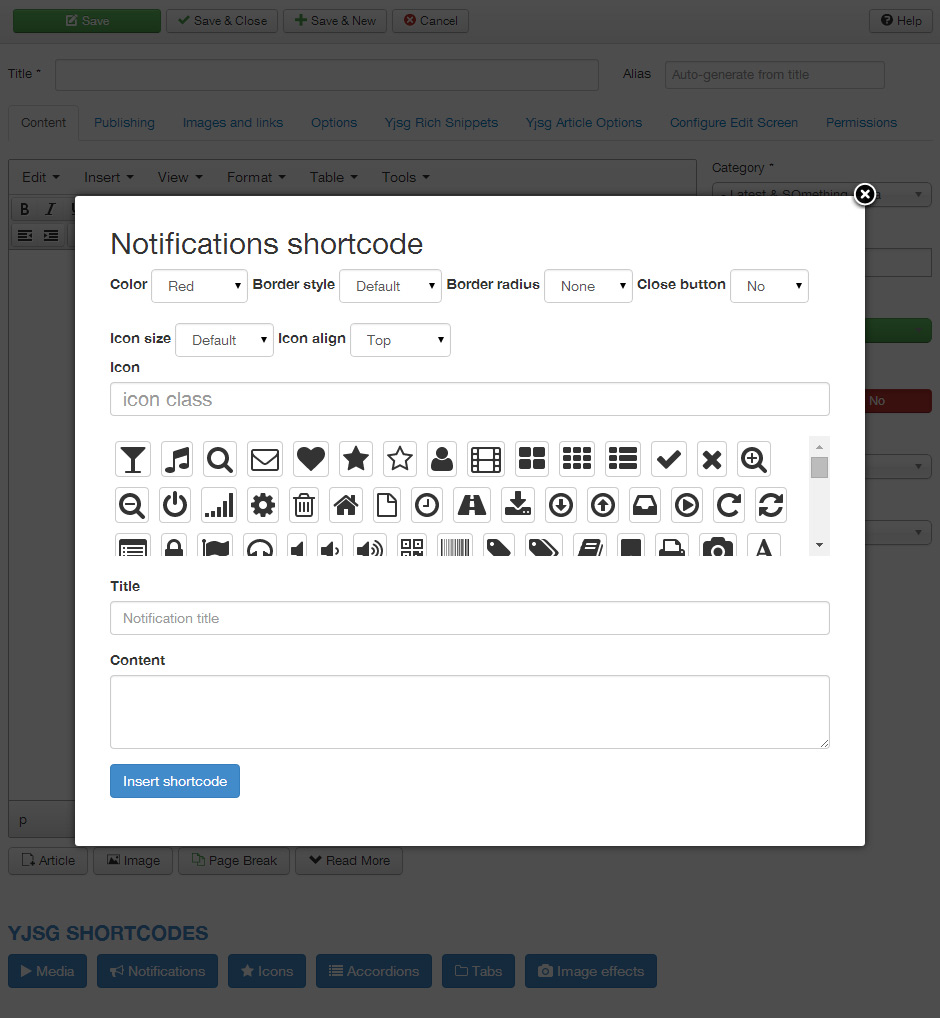 Save Save & Close Save & New Cancel Help
Title * Alias Auto-generate from title
Content Publishing Images and links Options Yjsg Rich Snippets Yjsg Article Options Configure Edit Screen Permissions
Edit Insert View Format Table Tools
Category *
- Latest & SOmething
B I
Notifications shortcode
Color Red Border style Default Border radius None Close button No
Icon size Default Icon align Top
Icon
icon class
No
Title
Notification title
Content
Insert shortcode
p
Article Image Page Break Read More
YJSG SHORTCODES
Media Notifications Icons Accordions Tabs Image effects